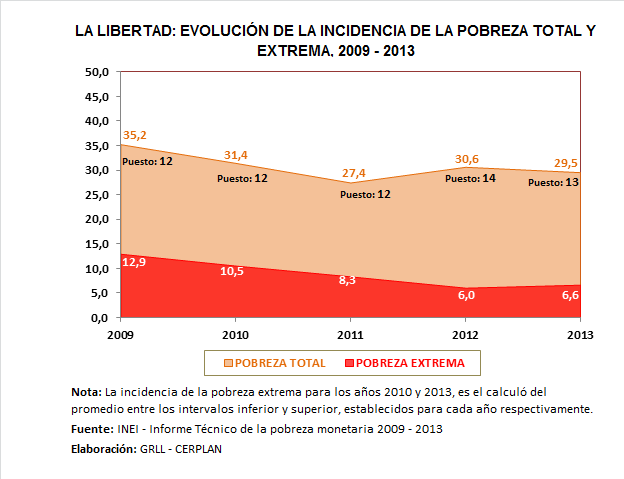 LA LIBERTAD: EVOLUCIÓN DE LA INCIDENCIA DE LA POBREZA TOTAL Y
EXTREMA, 2009 - 2013
50,0
45,0
40,0
35,0
30,0
25,0
20,0
15,0
10,0
5,0
0,0
35,2
31,4
27,4
30,6
29,5
Puesto: 12
Puesto: 12
Puesto: 12
Puesto: 14
Puesto: 13
12,9
10,5
8,3
6,0
6,6
2009
2010
2011
2012
2013
POBREZA TOTAL
POBREZA EXTREMA
Nota: La incidencia de la pobreza extrema para los años 2010 y 2013, es el calculó del
promedio entre los intervalos inferior y superior, establecidos para cada año respectivamente.
Fuente: INEI - Informe Técnico de la pobreza monetaria 2009 - 2013
Elaboración: GRLL - CERPLAN